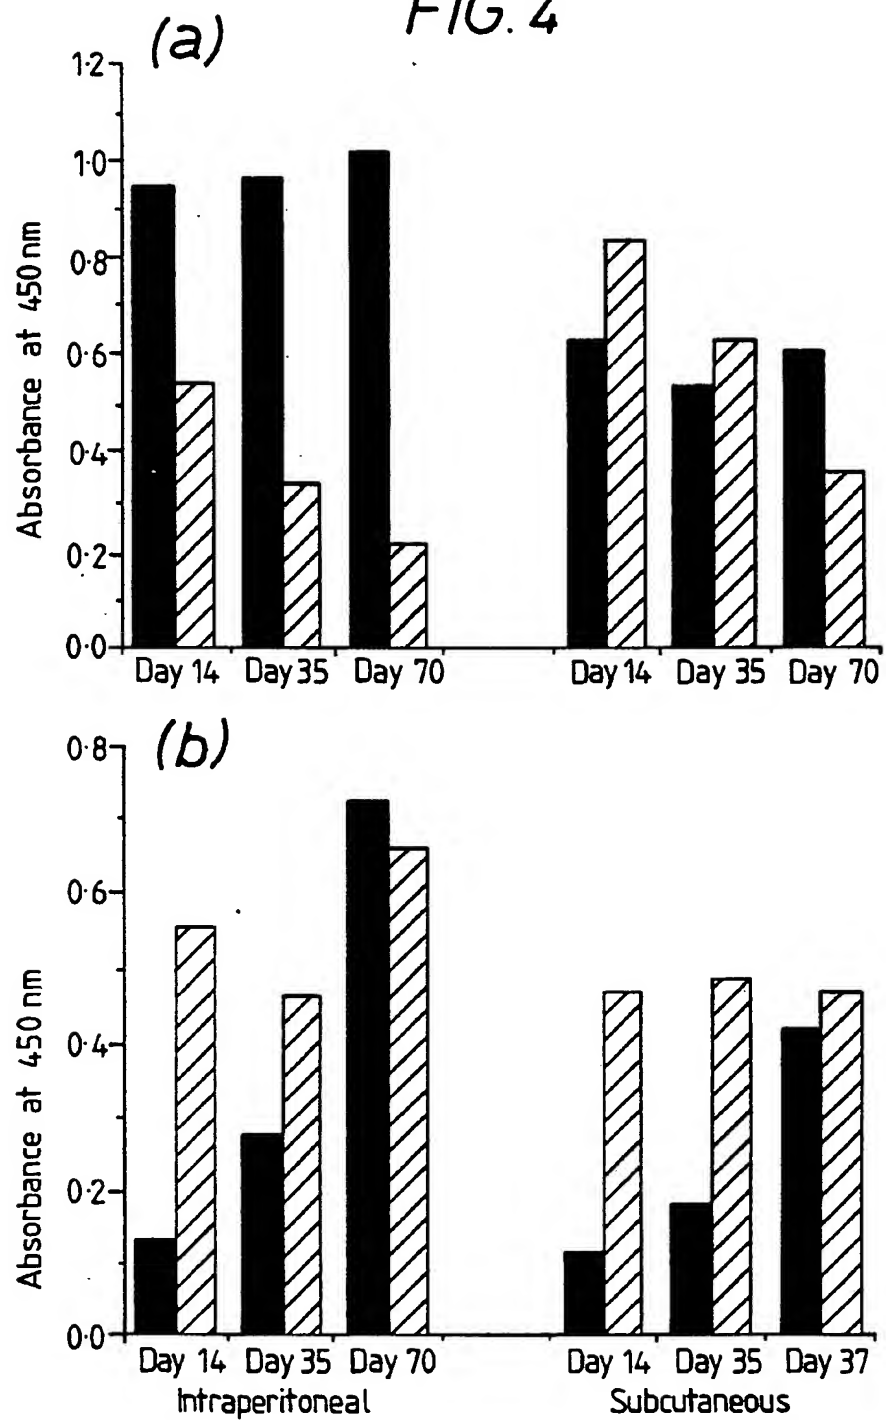 FIG. 4
(a)
Absorbance at 450 nm
1·2
1·0
0·8
0·6
0·4
0·2
0·0
Day 14 Day 35 Day 70 Day 14 Day 35 Day 70
(b)
Absorbance at 450 nm
0·8
0·6
0·4
0·2
0·0
Day 14 Day 35 Day 70 Day 14 Day 35 Day 37
Intraperitoneal Subcutaneous